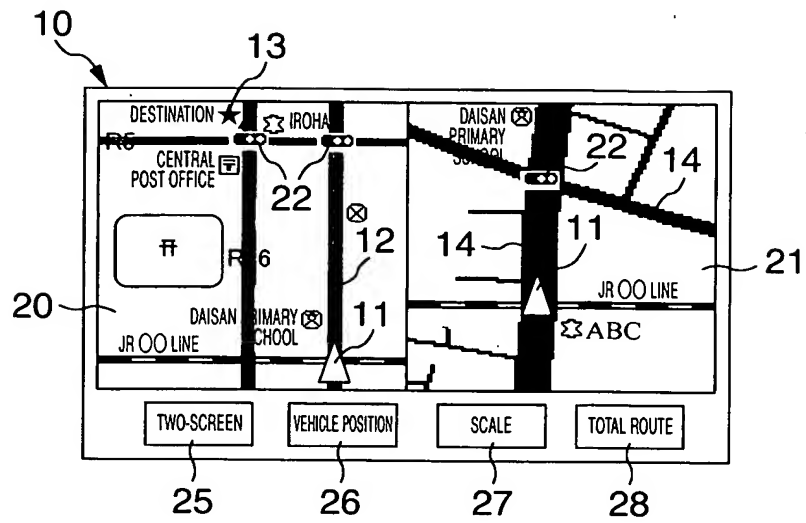 10
13
DESTINATION
IROHA
R5
CENTRAL
POST OFFICE
22
12
20
DAISAN PRIMARY
SCHOOL
11
JR OO LINE
DAISAN
PRIMARY
SCHOOL
22
14
14
11
21
JR OO LINE
ABC
TWO-SCREEN
VEHICLE POSITION
SCALE
TOTAL ROUTE
25
26
27
28